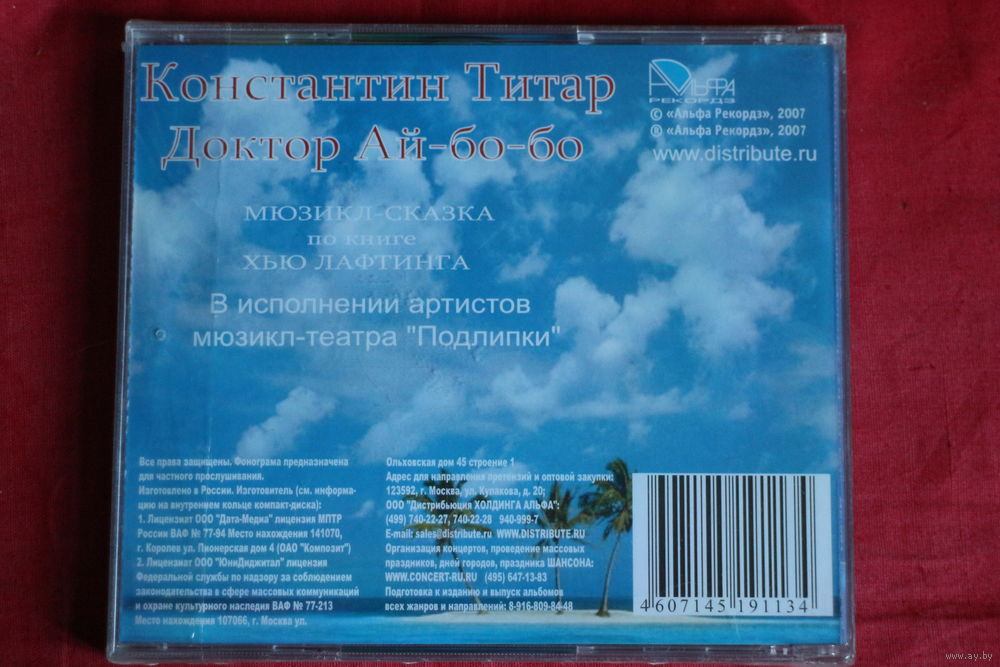 Константин Титар
Доктор Ай-бо-бо
МЮЗИКЛ-СКАЗКА
по книге
ХЬЮ ЛАФТИНГА
В исполнении артистов
мюзикл-театра "Подлипки"
АЛЬФА
РЕКОРДЗ
© «Альфа Рекордз», 2007
® «Альфа Рекордз», 2007
www.distribute.ru
Все права защищены. Фонограма предназначена
для частного прослушивания.
Изготовлено в России. Изготовитель (см. информа-
цию на внутреннем кольце компакт-диска):
1. Лицензиат ООО "Дата-Медиа" лицензия МПТР
России ВАФ № 77-94 Место нахождения 141070,
г. Королев ул. Пионерская дом 4 (ОАО "Композит")
2. Лицензиат ООО "ЮниДиджитал" лицензия
Федеральной службы по надзору за соблюдением
законодательства в сфере массовых коммуникаций
и охране культурного наследия ВАФ № 77-213
Место нахождения 107066, г. Москва ул.
Ольховская дом 45 строение 1
Адрес для направления претензий и оптовой закупки:
123592, г. Москва, ул. Кулакова, д. 20;
ООО "Дистрибьюция ХОЛДИНГА АЛЬФА":
(499) 740-22-27, 740-22-28 940-999-7
E-mail: sales@distribute.ru WWW.DISTRIBUTE.RU
Организация концертов, проведение массовых
праздников, дней городов, праздника ШАНСОНА:
WWW.CONCERT-RU.RU (495) 647-13-83
Подготовка к изданию и выпуск альбомов
всех жанров и направлений: 8-916-809-84-48
4 607145 191134
www.ay.by